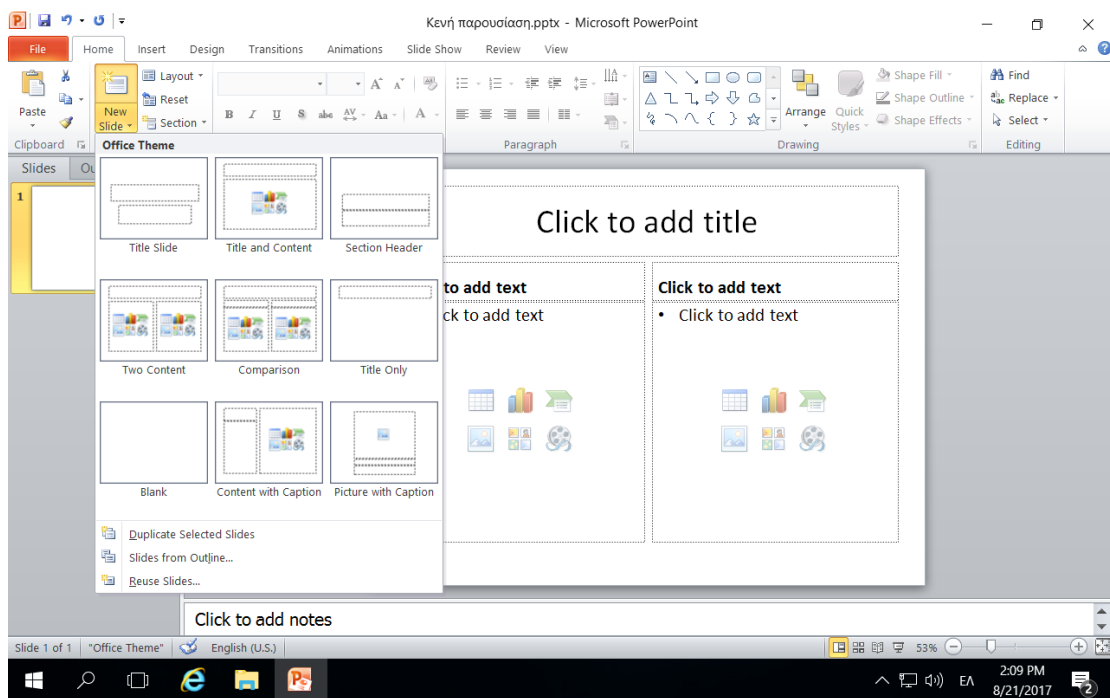 Κενή παρουσίαση.pptx - Microsoft PowerPoint
File Home Insert Design Transitions Animations Slide Show Review View
Paste
New Slide
Layout
Reset
Section
B I U S abc AV Aa A
Arrange
Quick Styles
Shape Fill
Shape Outline
Shape Effects
Find
Replace
Select
Clipboard Paragraph Drawing Editing
Slides
Office Theme
1
Title Slide Title and Content Section Header
Two Content Comparison Title Only
Blank Content with Caption Picture with Caption
Duplicate Selected Slides
Slides from Outline...
Reuse Slides...
Click to add title
to add text
Click to add text
ck to add text
• Click to add text
Click to add notes
Slide 1 of 1 "Office Theme" English (U.S.) 53%
ΕΛ
2:09 PM
8/21/2017
2